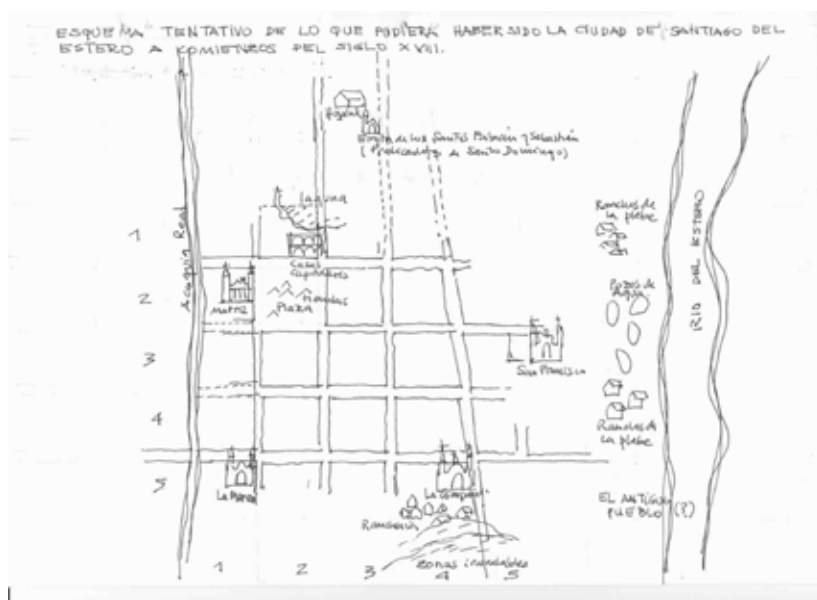 ESQUEMA TENTATIVO DE LO QUE PUDIERA HABER SIDO LA CIUDAD DE SANTIAGO DEL
ESTERO A COMIENZOS DEL SIGLO XVIII.
Hospital
Ermita de los Santos Fabián y Sebastián
(Predicadores de Santo Domingo)
laguna
Acequia Real
Ranchos de
la plebe
RIO DEL ESTERO
1
Casas
Capitulares
2
Matriz
tiendas
PLAZA
Pozos de
Agua
3
San Francisco
4
Ranchos de
la plebe
5
La Merced
La Compañía
Ranchería
EL ANTIGUO
PUEBLO (?)
zonas inundables
1 2 3 4 5